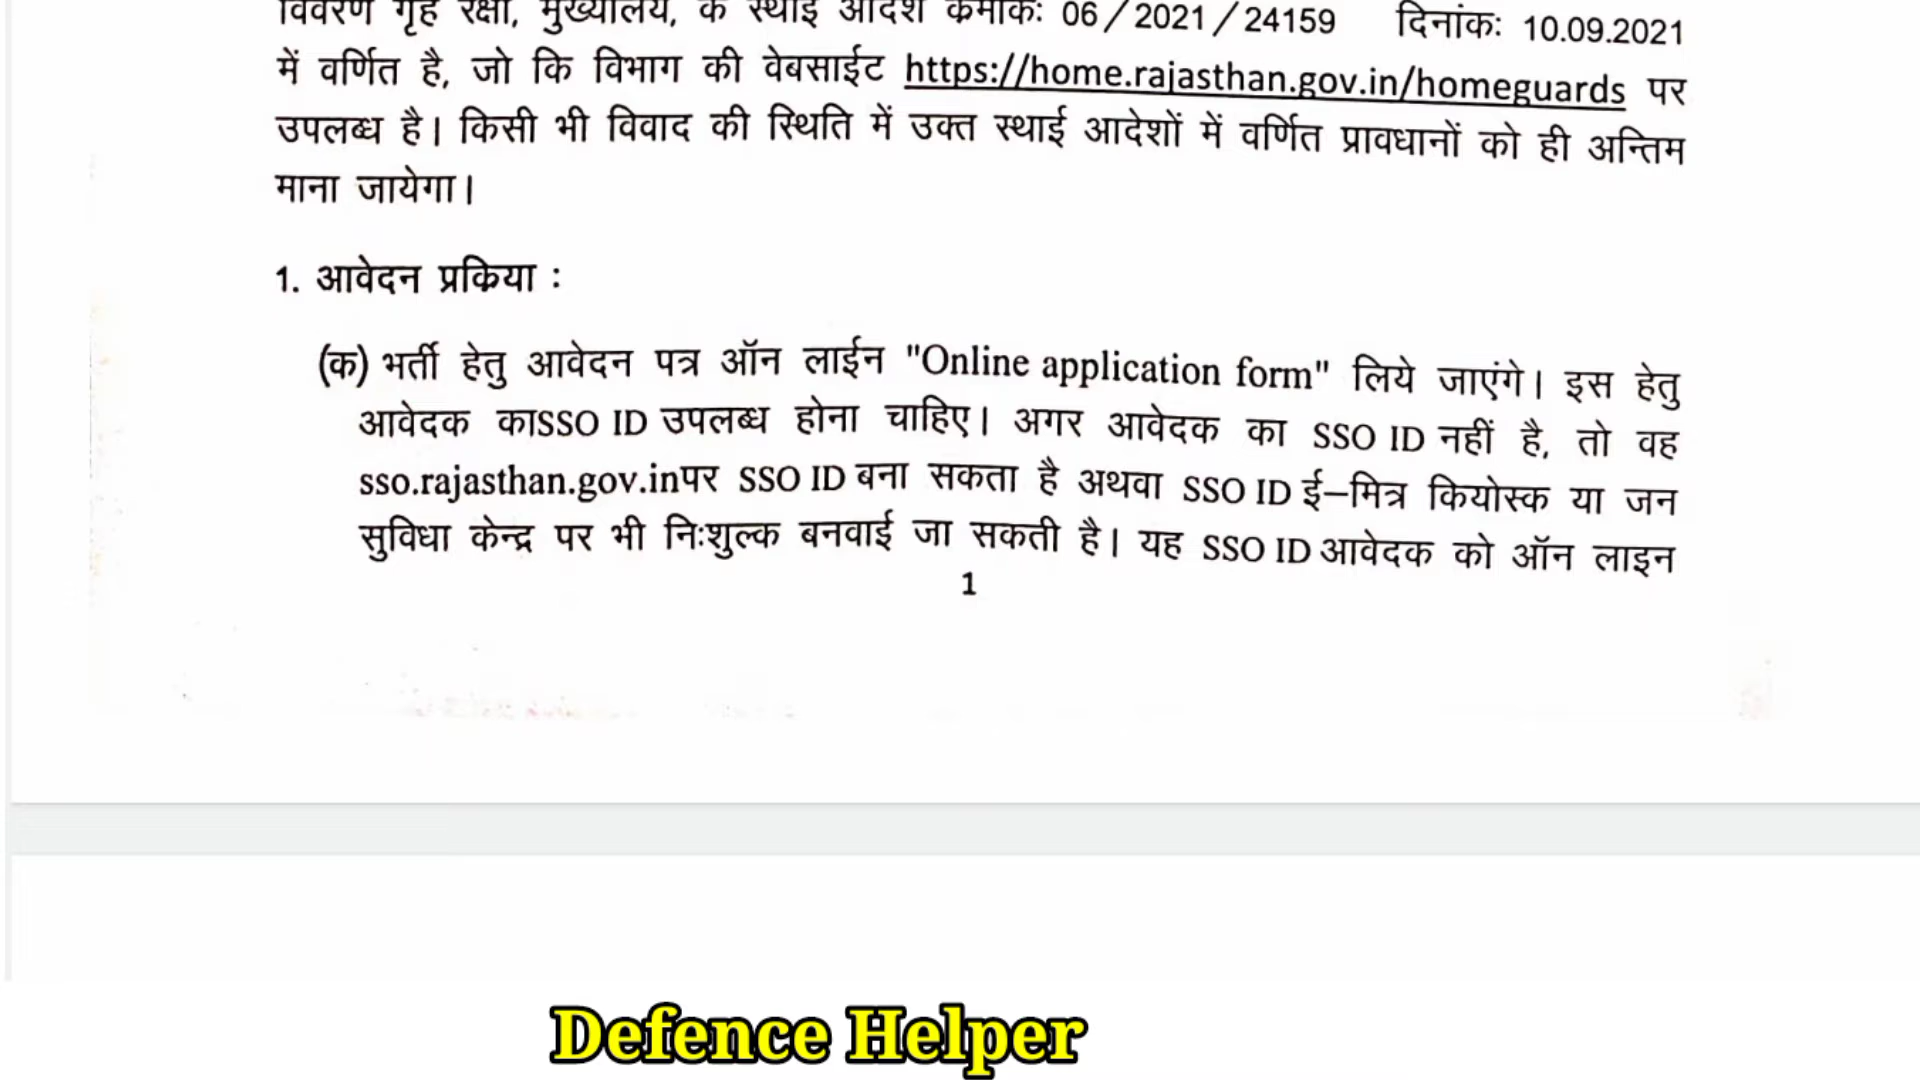 विवरण गृह रक्षा, मुख्यालय, के स्थाई आदेश कमांकः 06/2021/24159 दिनांकः 10.09.2021
में वर्णित है, जो कि विभाग की वेबसाईट https://home.rajasthan.gov.in/homeguards पर
उपलब्ध है। किसी भी विवाद की स्थिति में उक्त स्थाई आदेशों में वर्णित प्रावधानों को ही अन्तिम
माना जायेगा।
1. आवेदन प्रकिया :
(क) भर्ती हेतु आवेदन पत्र ऑन लाईन "Online application form" लिये जाएंगे। इस हेतु
आवेदक काSSO ID उपलब्ध होना चाहिए। अगर आवेदक का SSO ID नहीं है, तो वह
sso.rajasthan.gov.inपर SSO ID बना सकता है अथवा SSO ID ई–मित्र कियोस्क या जन
सुविधा केन्द्र पर भी निःशुल्क बनवाई जा सकती है। यह SSO ID आवेदक को ऑन लाइन
1
Defence Helper